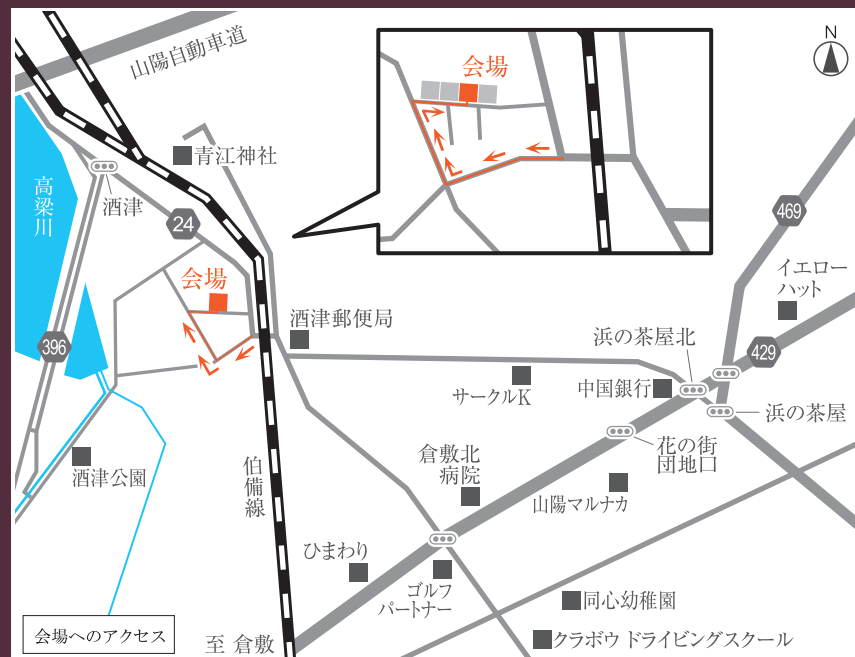 山陽自動車道
N
会場
青江神社
高梁川
酒津
24
469
会場
イエロー
ハット
酒津郵便局
浜の茶屋北
396
429
サークルK
中国銀行
浜の茶屋
花の街
団地口
倉敷北
病院
酒津公園
伯備線
山陽マルナカ
ひまわり
ゴルフ
パートナー
同心幼稚園
会場へのアクセス
至 倉敷
クラボウ ドライビングスクール